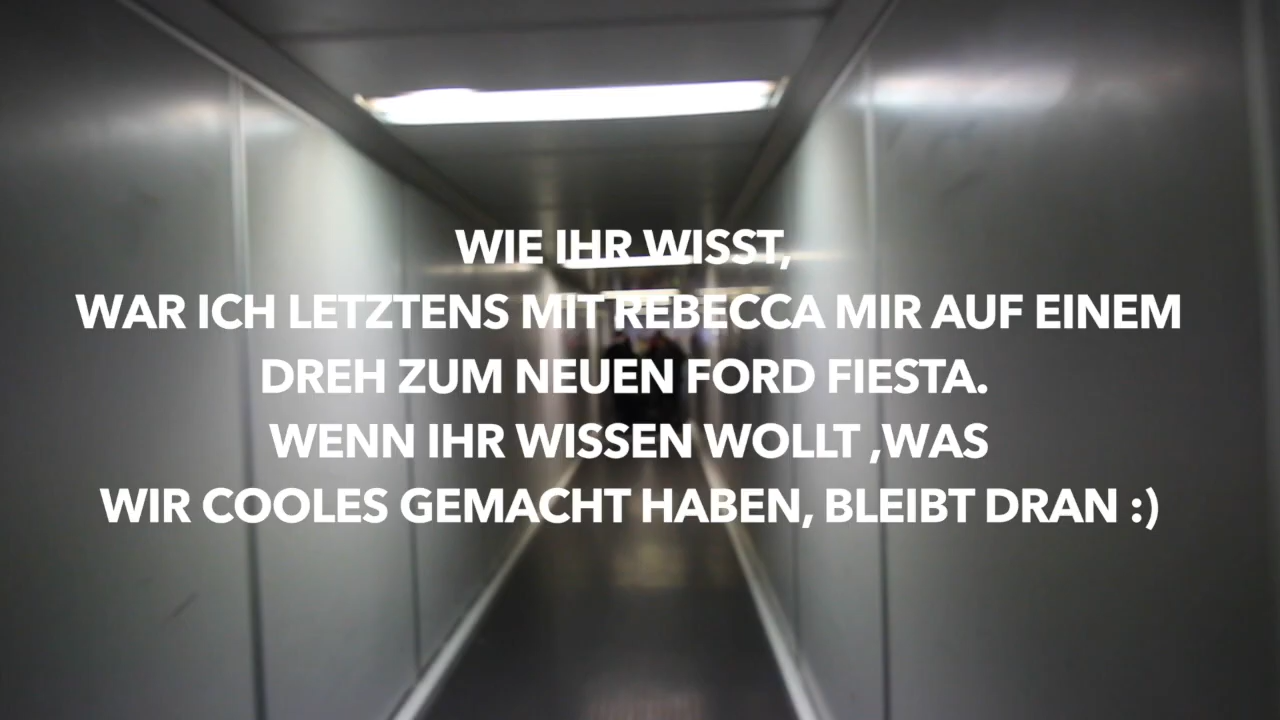 WIE IHR WISST,
WAR ICH LETZTENS MIT REBECCA MIR AUF EINEM
DREH ZUM NEUEN FORD FIESTA.
WENN IHR WISSEN WOLLT ,WAS
WIR COOLES GEMACHT HABEN, BLEIBT DRAN :)